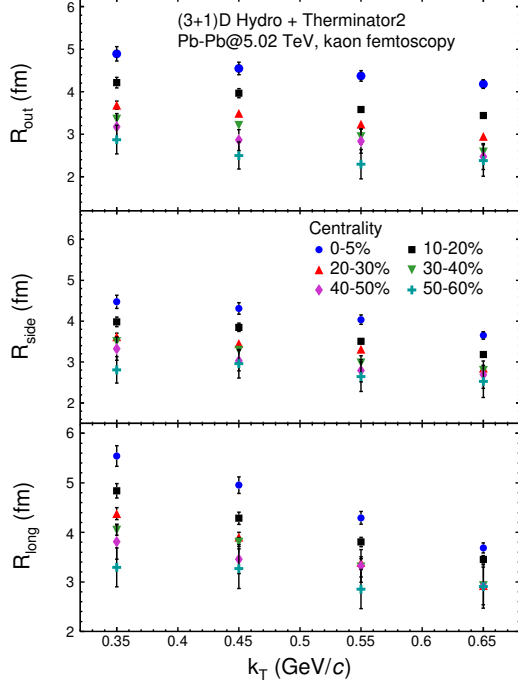 (3+1)D Hydro + Therminator2
Pb-Pb@5.02 TeV, kaon femtoscopy
6
5
4
3
2
R_out (fm)
Centrality
0-5% 10-20%
20-30% 30-40%
40-50% 50-60%
6
5
4
3
2
R_side (fm)
6
5
4
3
2
R_long (fm)
0.35 0.4 0.45 0.5 0.55 0.6 0.65
k_T (GeV/c)